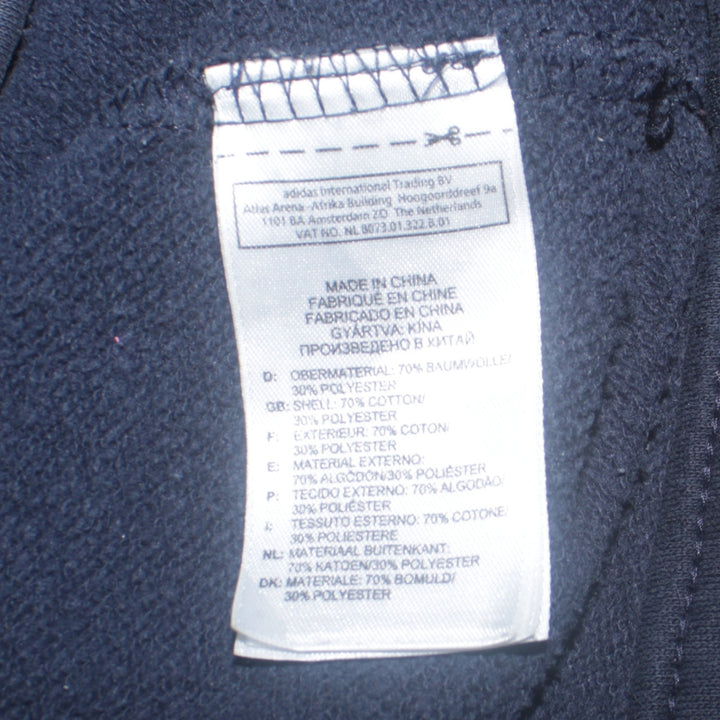 adidas International Trading BV
Atlas Arena - Afrika Building Hoogoorddreef 9a
1101 BA Amsterdam ZO The Netherlands
VAT NO. NL 8073.01.322.B.01
MADE IN CHINA
FABRIQUÉ EN CHINE
FABRICADO EN CHINA
GYÁRTVA: KÍNA
ПРОИЗВЕДЕНО В КИТАЙ
D: OBERMATERIAL: 70% BAUMWOLLE/
30% POLYESTER
GB: SHELL: 70% COTTON/
30% POLYESTER
F: EXTERIEUR: 70% COTON/
30% POLYESTER
E: MATERIAL EXTERNO:
70% ALGODÓN/30% POLIÉSTER
P: TECIDO EXTERNO: 70% ALGODÃO/
30% POLIÉSTER
I: TESSUTO ESTERNO: 70% COTONE/
30% POLIESTERE
NL: MATERIAAL BUITENKANT:
70% KATOEN/30% POLYESTER
DK: MATERIALE: 70% BOMULD/
30% POLYESTER